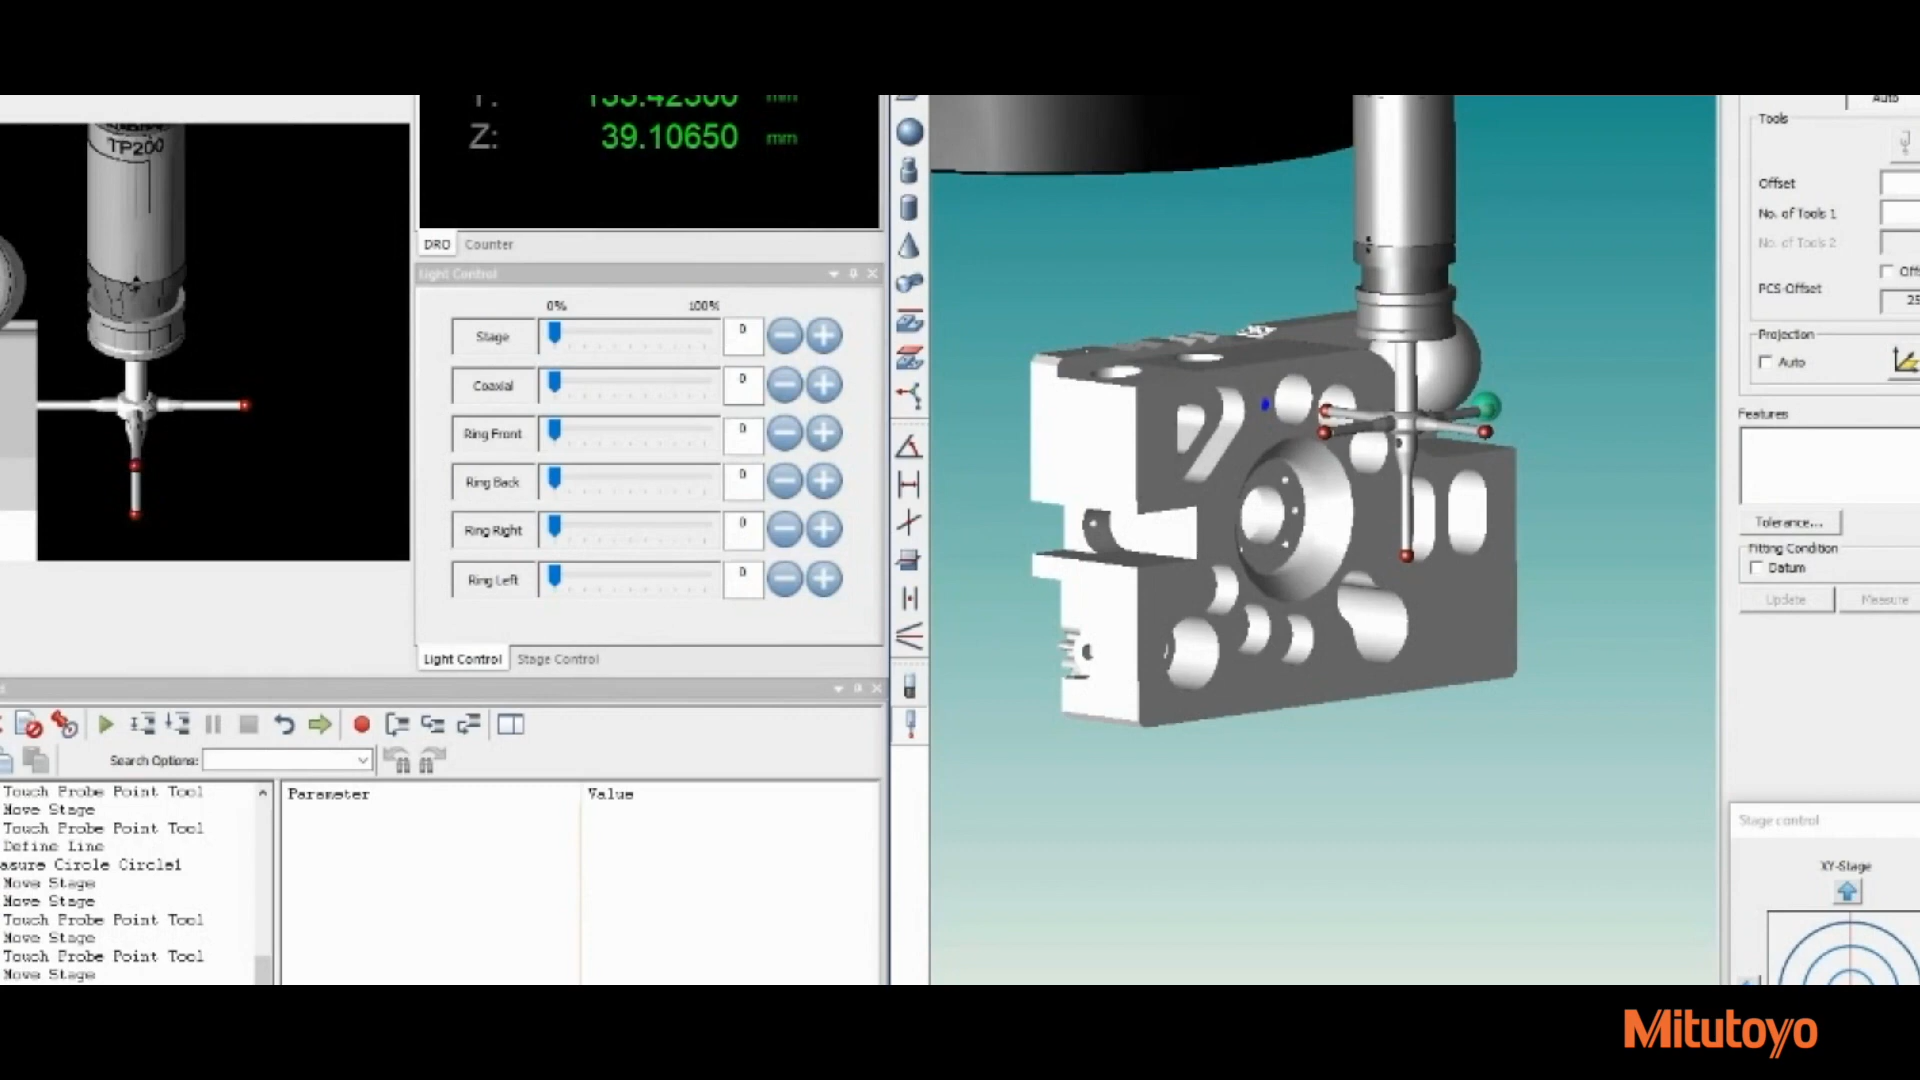 TP200
Z: 39.10650 mm
DRO Counter
Light Control
0% 100%
Stage 0
Coaxial 0
Ring Front 0
Ring Back 0
Ring Right 0
Ring Left 0
Light Control Stage Control
Search Options:
Touch Probe Point Tool
Move Stage
Touch Probe Point Tool
Define Line
asure Circle Circle1
Move Stage
Move Stage
Touch Probe Point Tool
Move Stage
Touch Probe Point Tool
Move Stage
Parameter Value
Auto
Tools
Offset
No. of Tools 1
No. of Tools 2
PCS-Offset
Projection
Auto
Features
Tolerance...
Fitting Condition
Datum
Update Measure
Stage control
XY-Stage
Mitutoyo